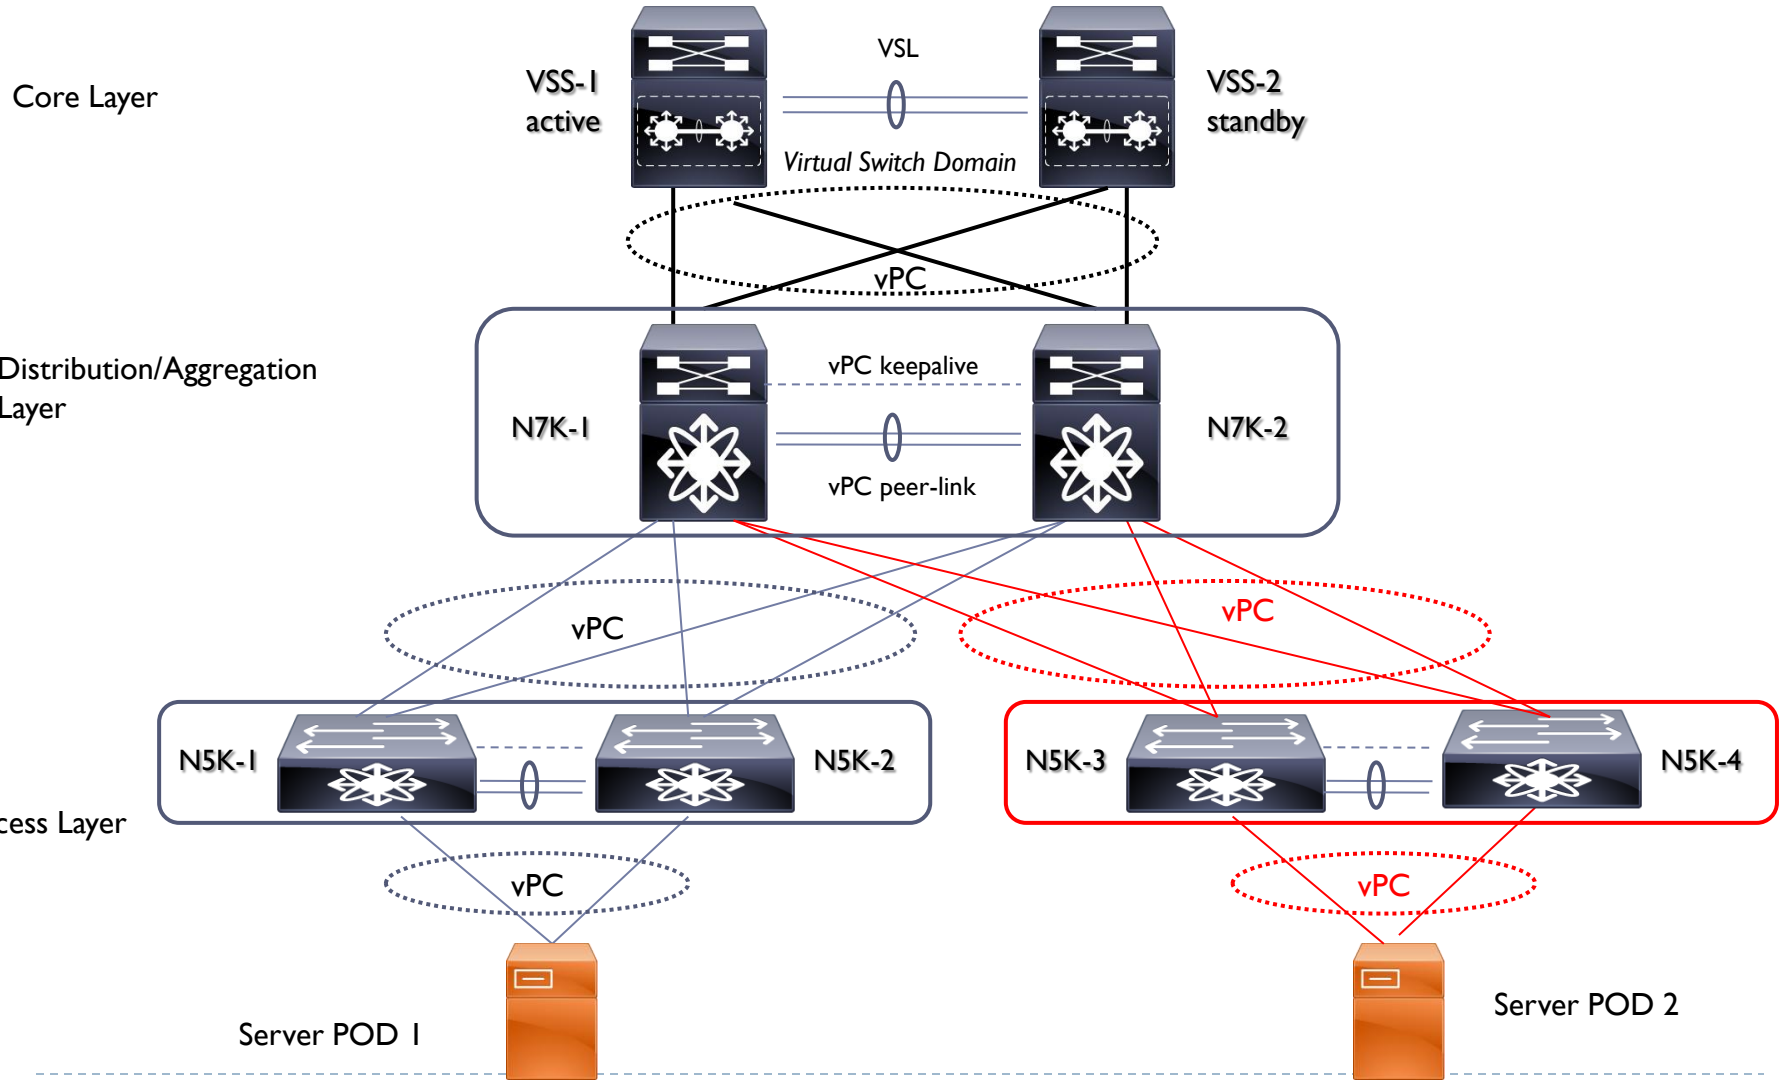 VSL
VSS-1
active
VSS-2
standby
Core Layer
Virtual Switch Domain
vPC
Distribution/Aggregation
Layer
vPC keepalive
N7K-1
N7K-2
vPC peer-link
vPC
vPC
N5K-1
N5K-2
N5K-3
N5K-4
cess Layer
vPC
vPC
Server POD 1
Server POD 2